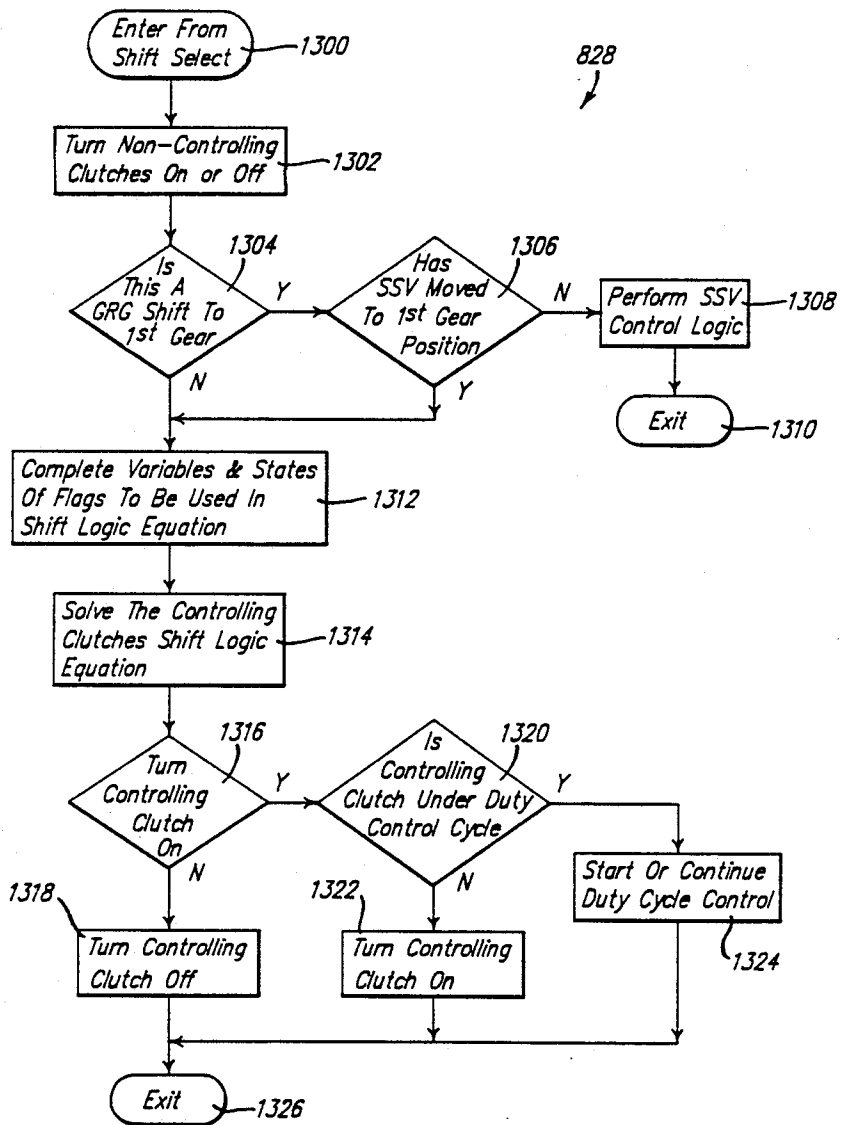 Enter From
Shift Select
1300
828
Turn Non-Controlling
Clutches On or Off
1302
Is
This A
GRG Shift To
1st Gear
1304
Y
N
Has
SSV Moved
To 1st Gear
Position
1306
N
Y
Perform SSV
Control Logic
1308
Exit
1310
Complete Variables & States
Of Flags To Be Used In
Shift Logic Equation
1312
Solve The Controlling
Clutches Shift Logic
Equation
1314
Turn
Controlling
Clutch
On
1316
Y
N
Is
Controlling
Clutch Under Duty
Control Cycle
1320
Y
N
1318
Turn Controlling
Clutch Off
1322
Turn Controlling
Clutch On
Start Or Continue
Duty Cycle Control
1324
Exit
1326